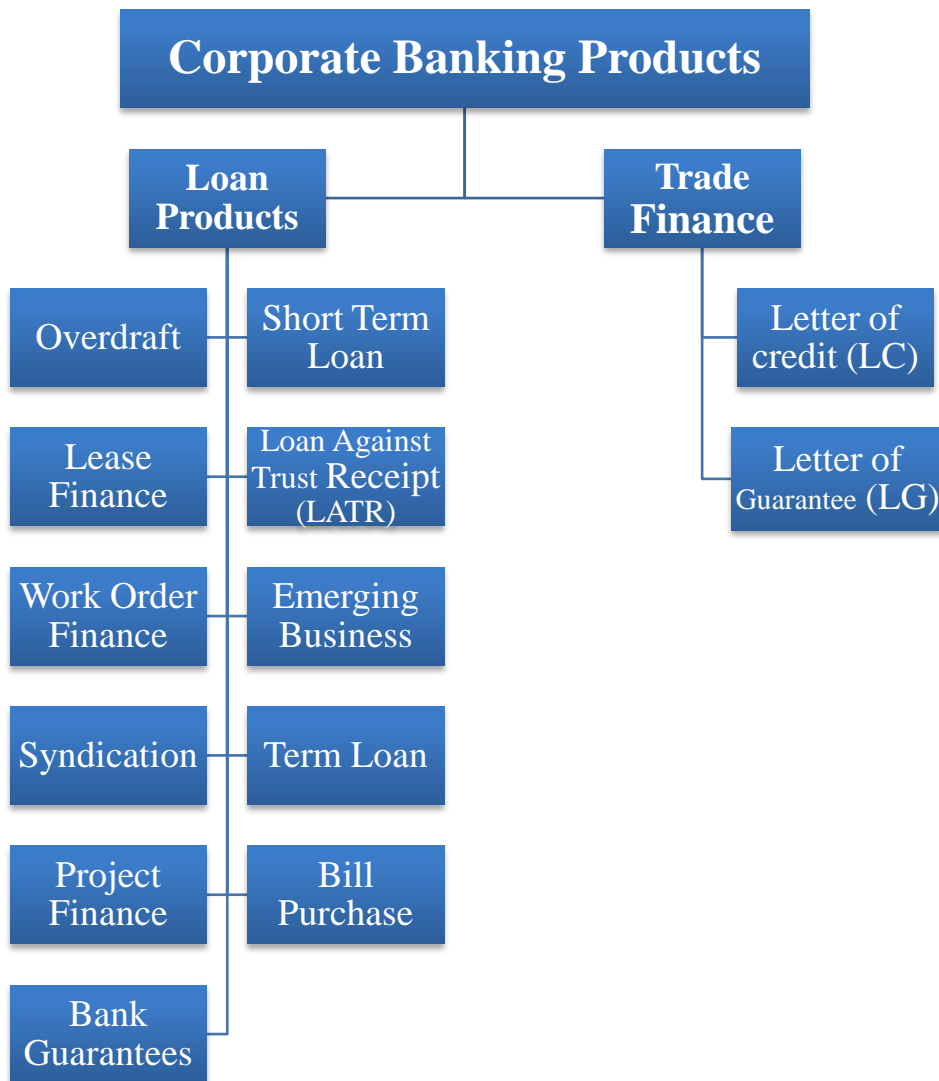 Corporate Banking Products
Loan
Products
Trade
Finance
Overdraft
Short Term
Loan
Letter of
credit (LC)
Lease
Finance
Loan Against
Trust Receipt
(LATR)
Letter of
Guarantee (LG)
Work Order
Finance
Emerging
Business
Syndication
Term Loan
Project
Finance
Bill
Purchase
Bank
Guarantees